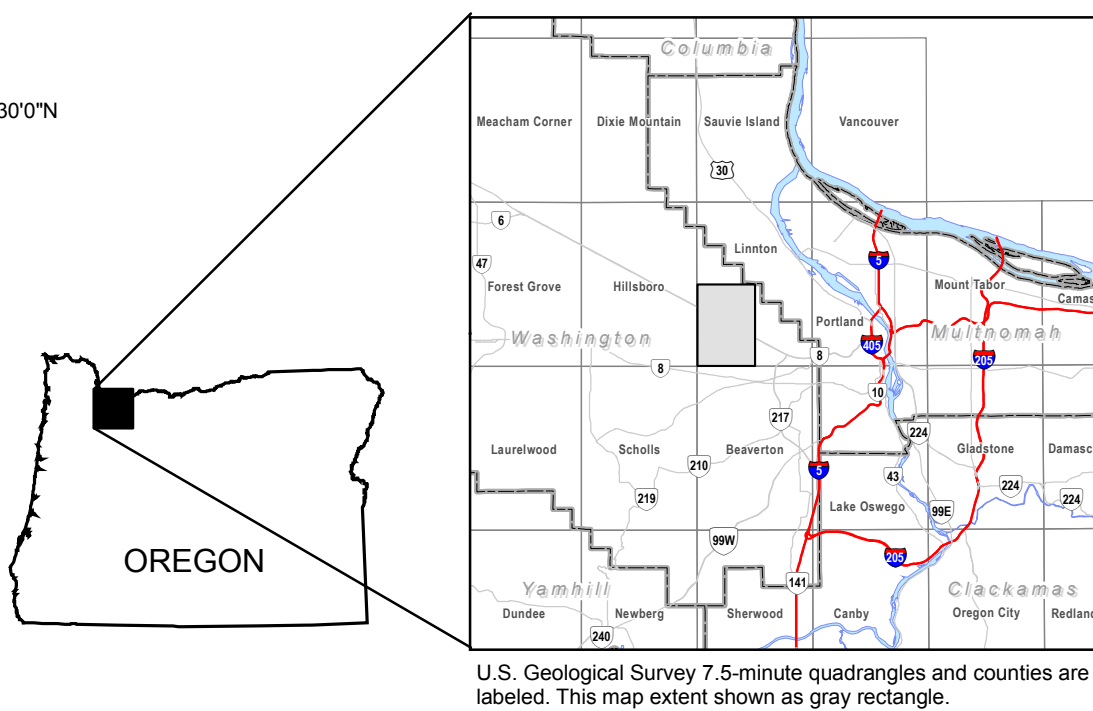 30'0"N
OREGON
Columbia
Meacham Corner
Dixie Mountain
Sauvie Island
Vancouver
30
6
Linnton
47
5
Forest Grove
Hillsboro
Mount Tabor
Camas
Washington
Portland
Multnomah
405
8
205
8
10
217
224
Laurelwood
Scholls
Beaverton
Gladstone
Damasc
210
5
43
224
224
219
Lake Oswego
99E
99W
205
141
Yamhill
Clackamas
Dundee
Newberg
Sherwood
Canby
Oregon City
Redland
240
U.S. Geological Survey 7.5-minute quadrangles and counties are
labeled. This map extent shown as gray rectangle.